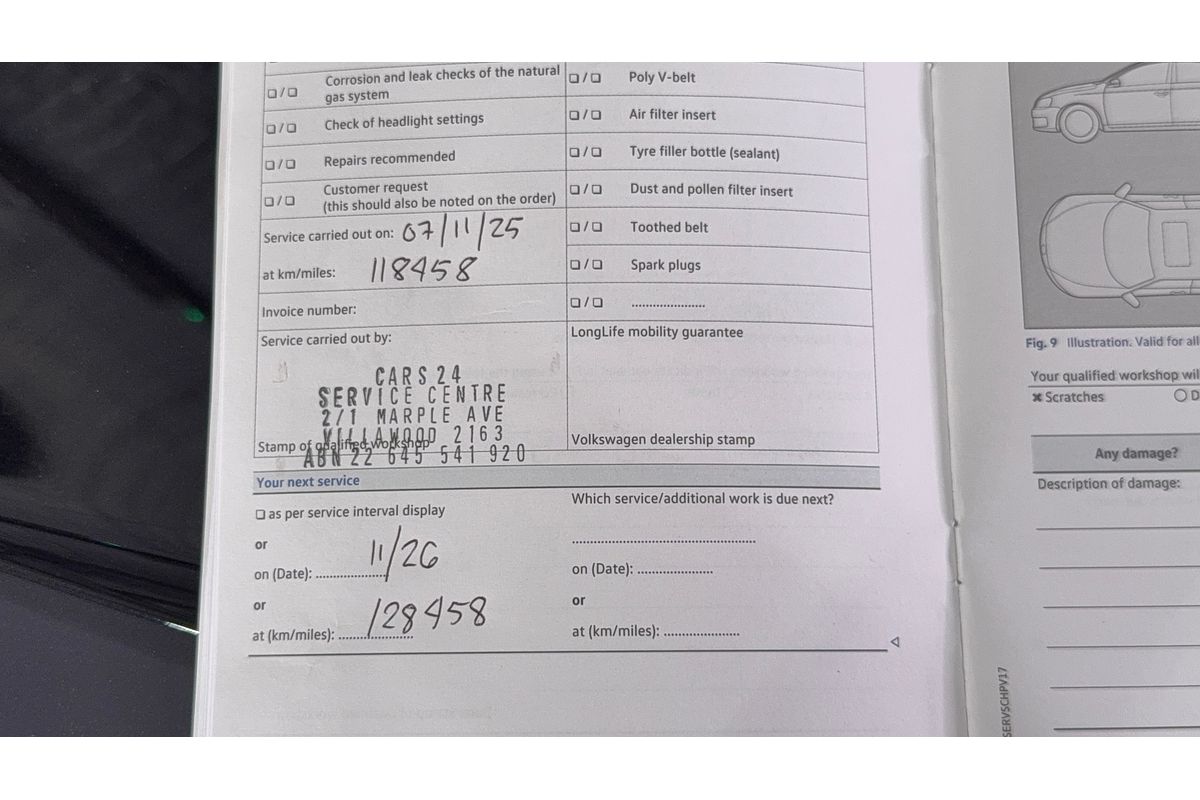 ❏/❏ Corrosion and leak checks of the natural
gas system
❏/❏ Check of headlight settings
❏/❏ Repairs recommended
❏/❏ Customer request
(this should also be noted on the order)
Service carried out on: 07/11/25
at km/miles: 118458
Invoice number:
Service carried out by:
CARS 24
SERVICE CENTRE
2/1 MARPLE AVE
VILLAWOOD 2163
Stamp of qualified workshop
ABN 22 645 541 920
❏/❏ Poly V-belt
❏/❏ Air filter insert
❏/❏ Tyre filler bottle (sealant)
❏/❏ Dust and pollen filter insert
❏/❏ Toothed belt
❏/❏ Spark plugs
❏/❏ .....................
LongLife mobility guarantee
Volkswagen dealership stamp
Your next service
❏ as per service interval display
or
on (Date): 11/26
or
at (km/miles): 128458
Which service/additional work is due next?
on (Date): .....................
or
at (km/miles): .....................
SERVSCHPV17
Fig. 9 Illustration. Valid for all
Your qualified workshop wil
✖ Scratches
Any damage?
Description of damage: